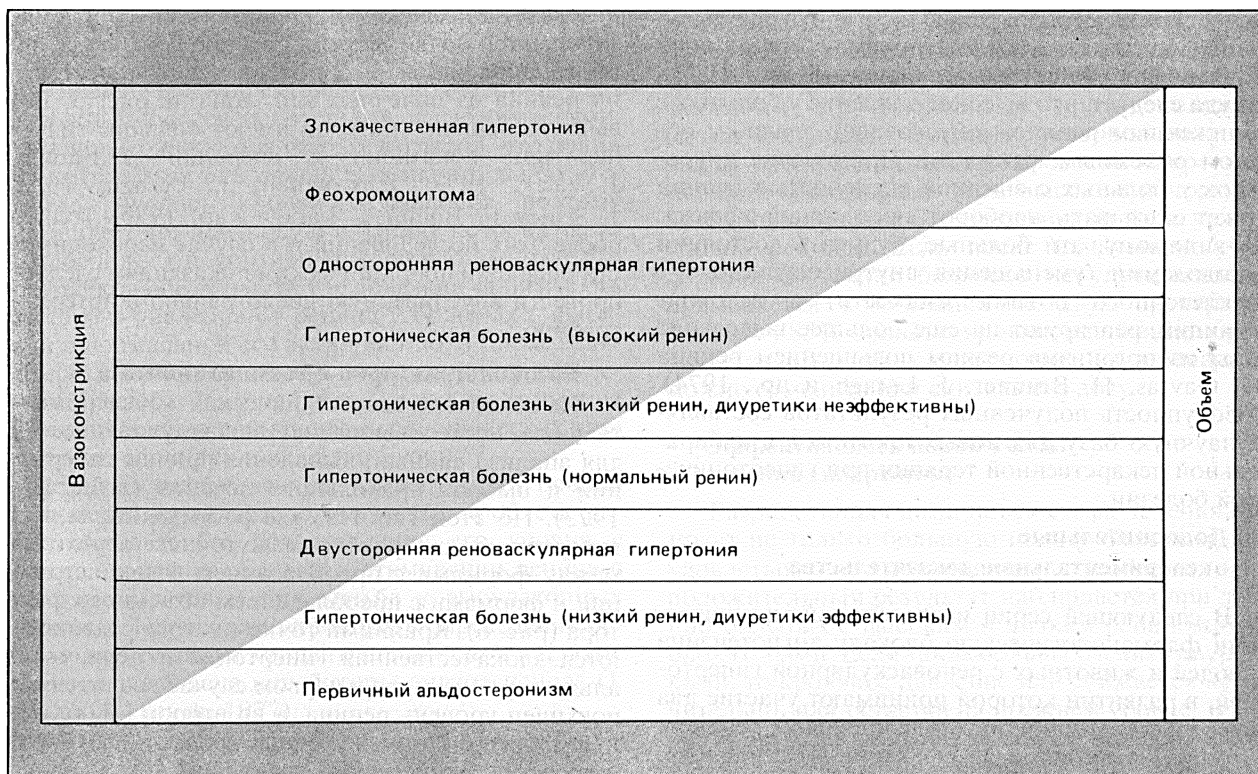 Злокачественная гипертония
Феохромоцитома
Односторонняя реноваскулярная гипертония
Гипертоническая болезнь (высокий ренин)
Гипертоническая болезнь (низкий ренин, диуретики неэффективны)
Гипертоническая болезнь (нормальный ренин)
Двусторонняя реноваскулярная гипертония
Гипертоническая болезнь (низкий ренин, диуретики эффективны)
Первичный альдостеронизм
Вазоконстрикция
Объем